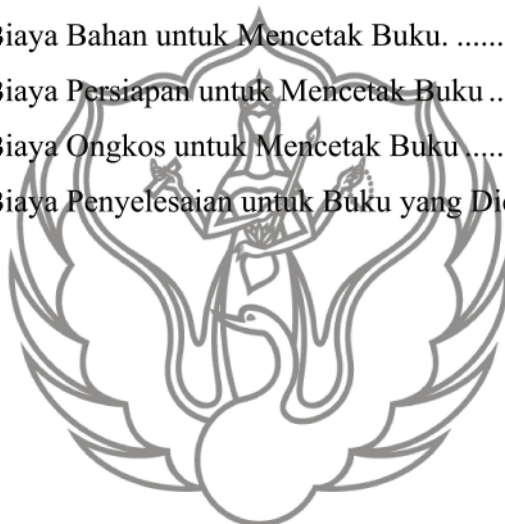 Biaya Bahan untuk Mencetak Buku. ......
Biaya Persiapan untuk Mencetak Buku ..
Biaya Ongkos untuk Mencetak Buku .....
Biaya Penyelesaian untuk Buku yang Di